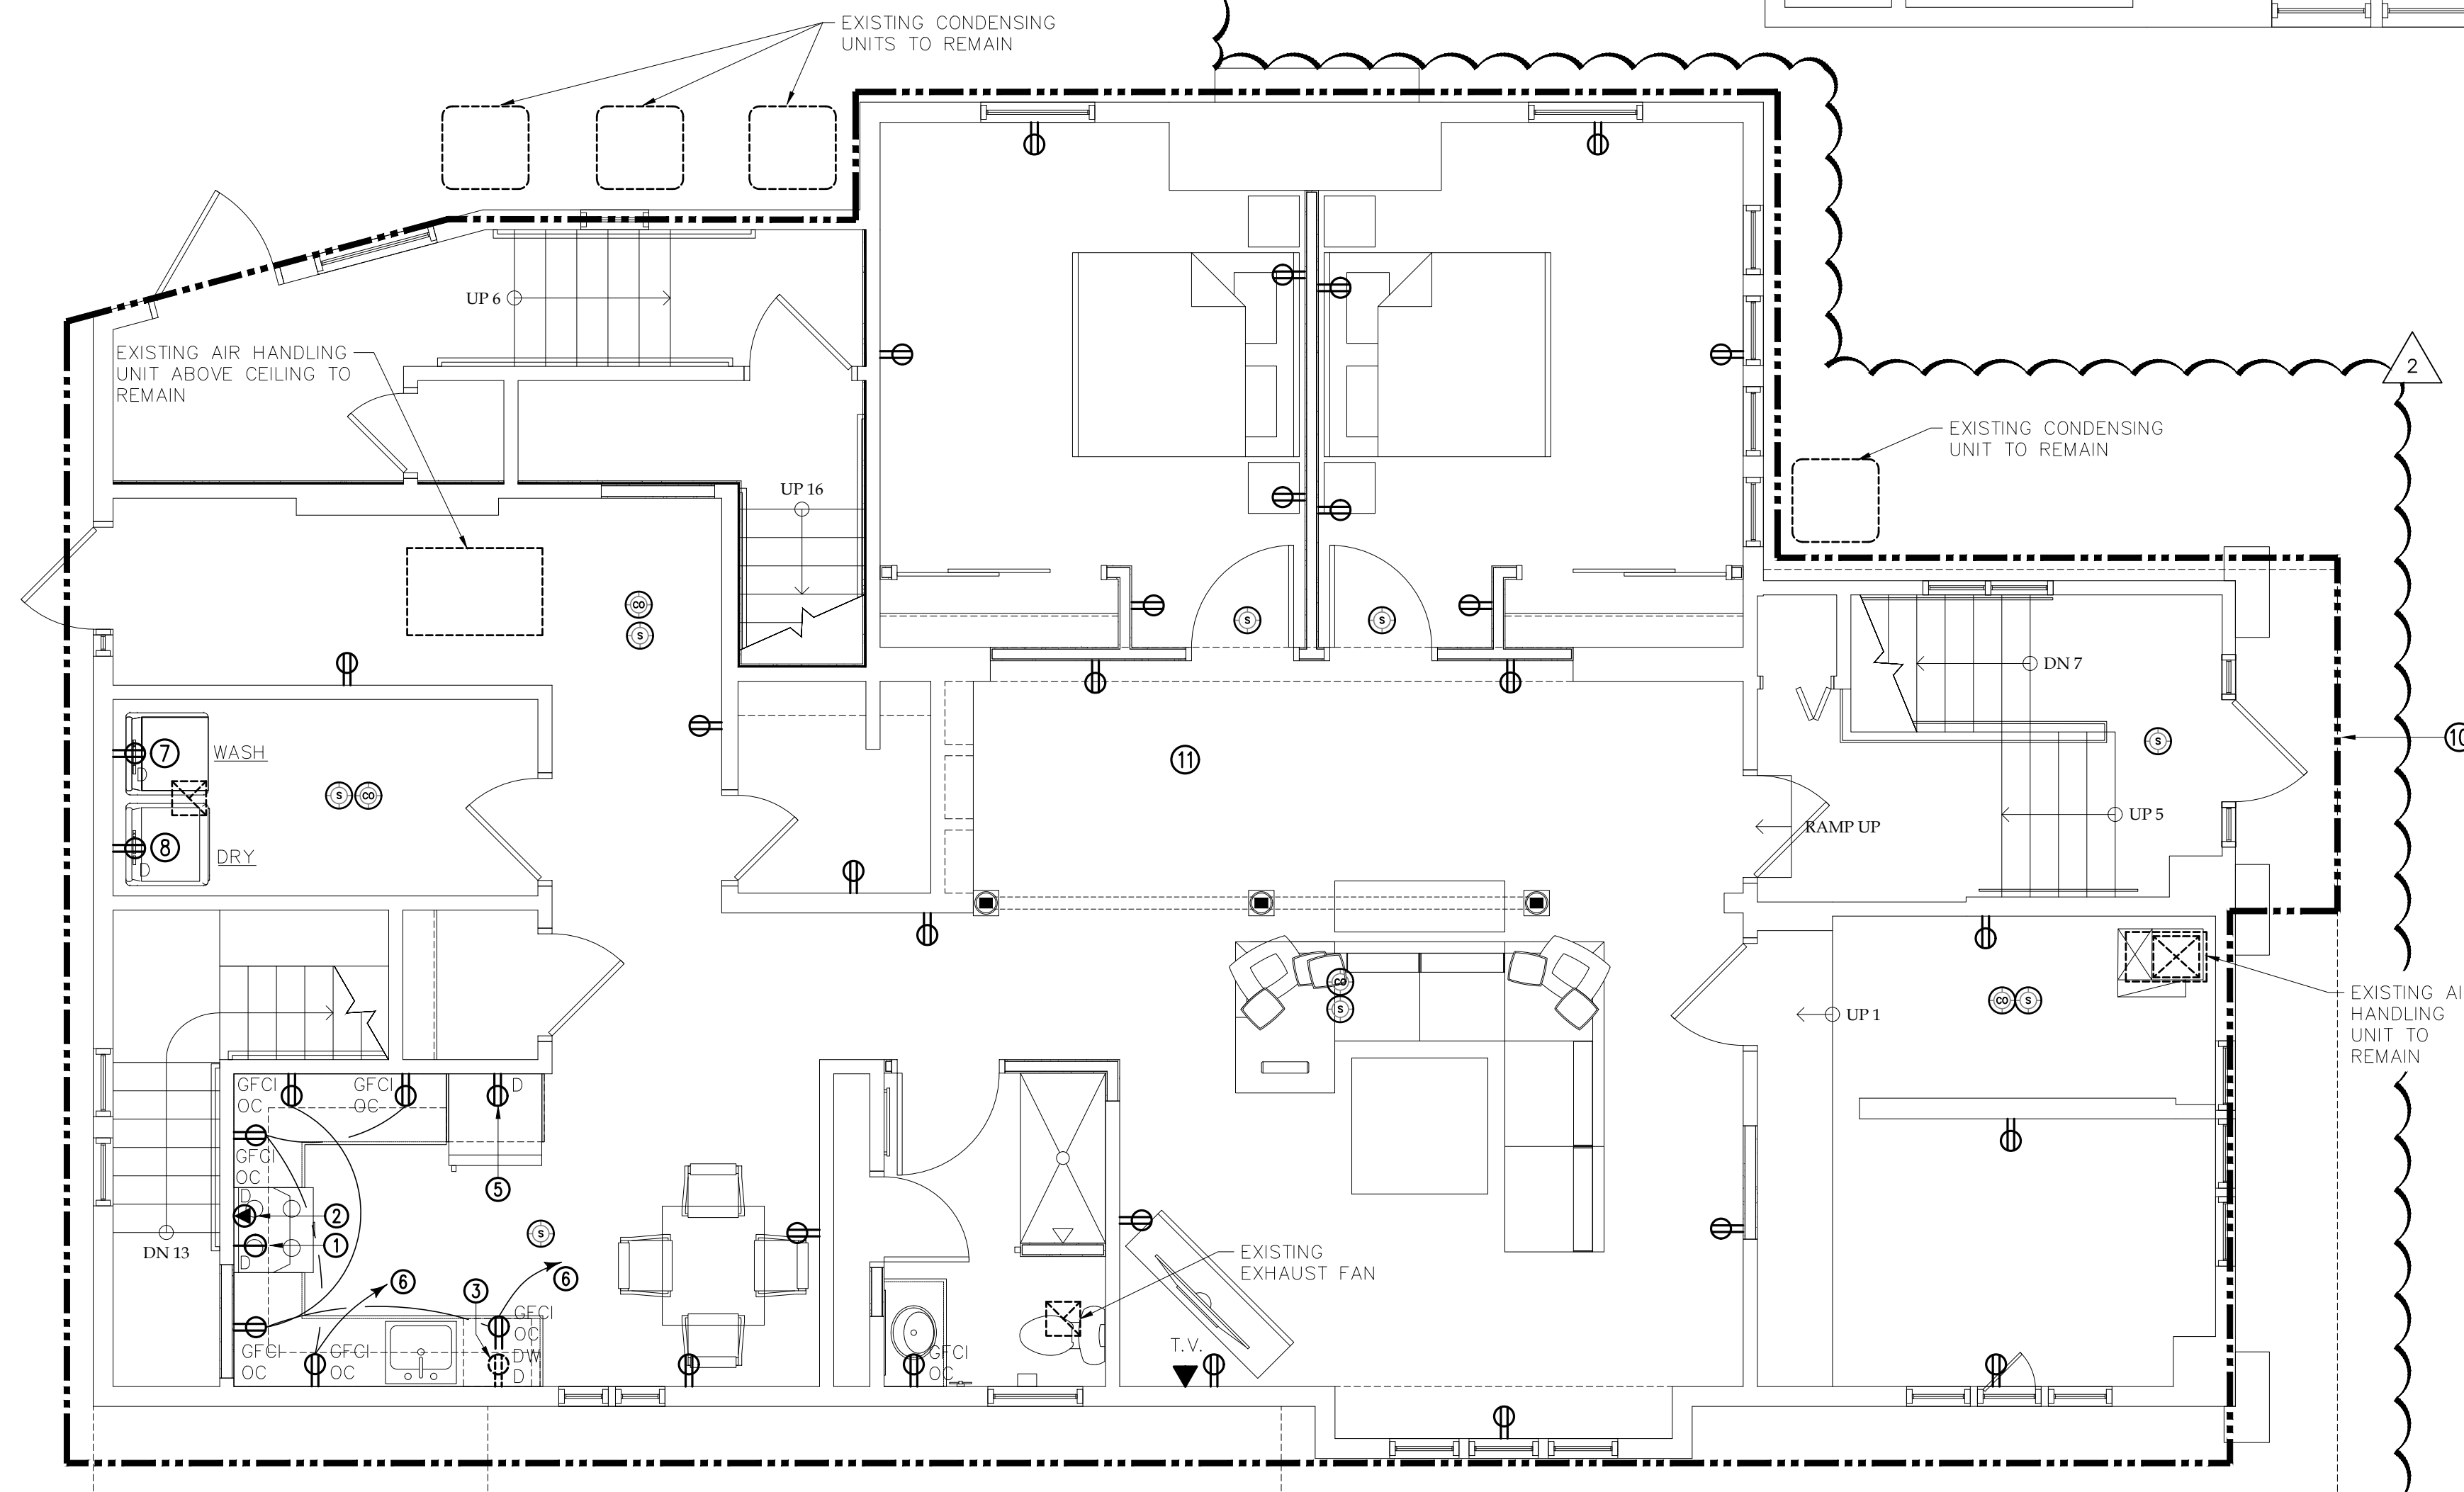 EXISTING CONDENSING
UNITS TO REMAIN
UP 6
EXISTING AIR HANDLING
UNIT ABOVE CEILING TO
REMAIN
2
EXISTING CONDENSING
UNIT TO REMAIN
UP 16
CO
S
S
S
DN 7
S
10
7
WASH
D
S
CO
11
8
DRY
D
UP 5
RAMP UP
CO
S
CO
S
UP 1
EXISTING AI
HANDLING
UNIT TO
REMAIN
GFCI
OC
GFCI
OC
D
GFCI
OC
5
D
2
1
D
S
DN 13
6
3
6
EXISTING
EXHAUST FAN
GFCI
OC
DW
D
GFCI
OC
GFCI
OC
GFCI
OC
T.V.